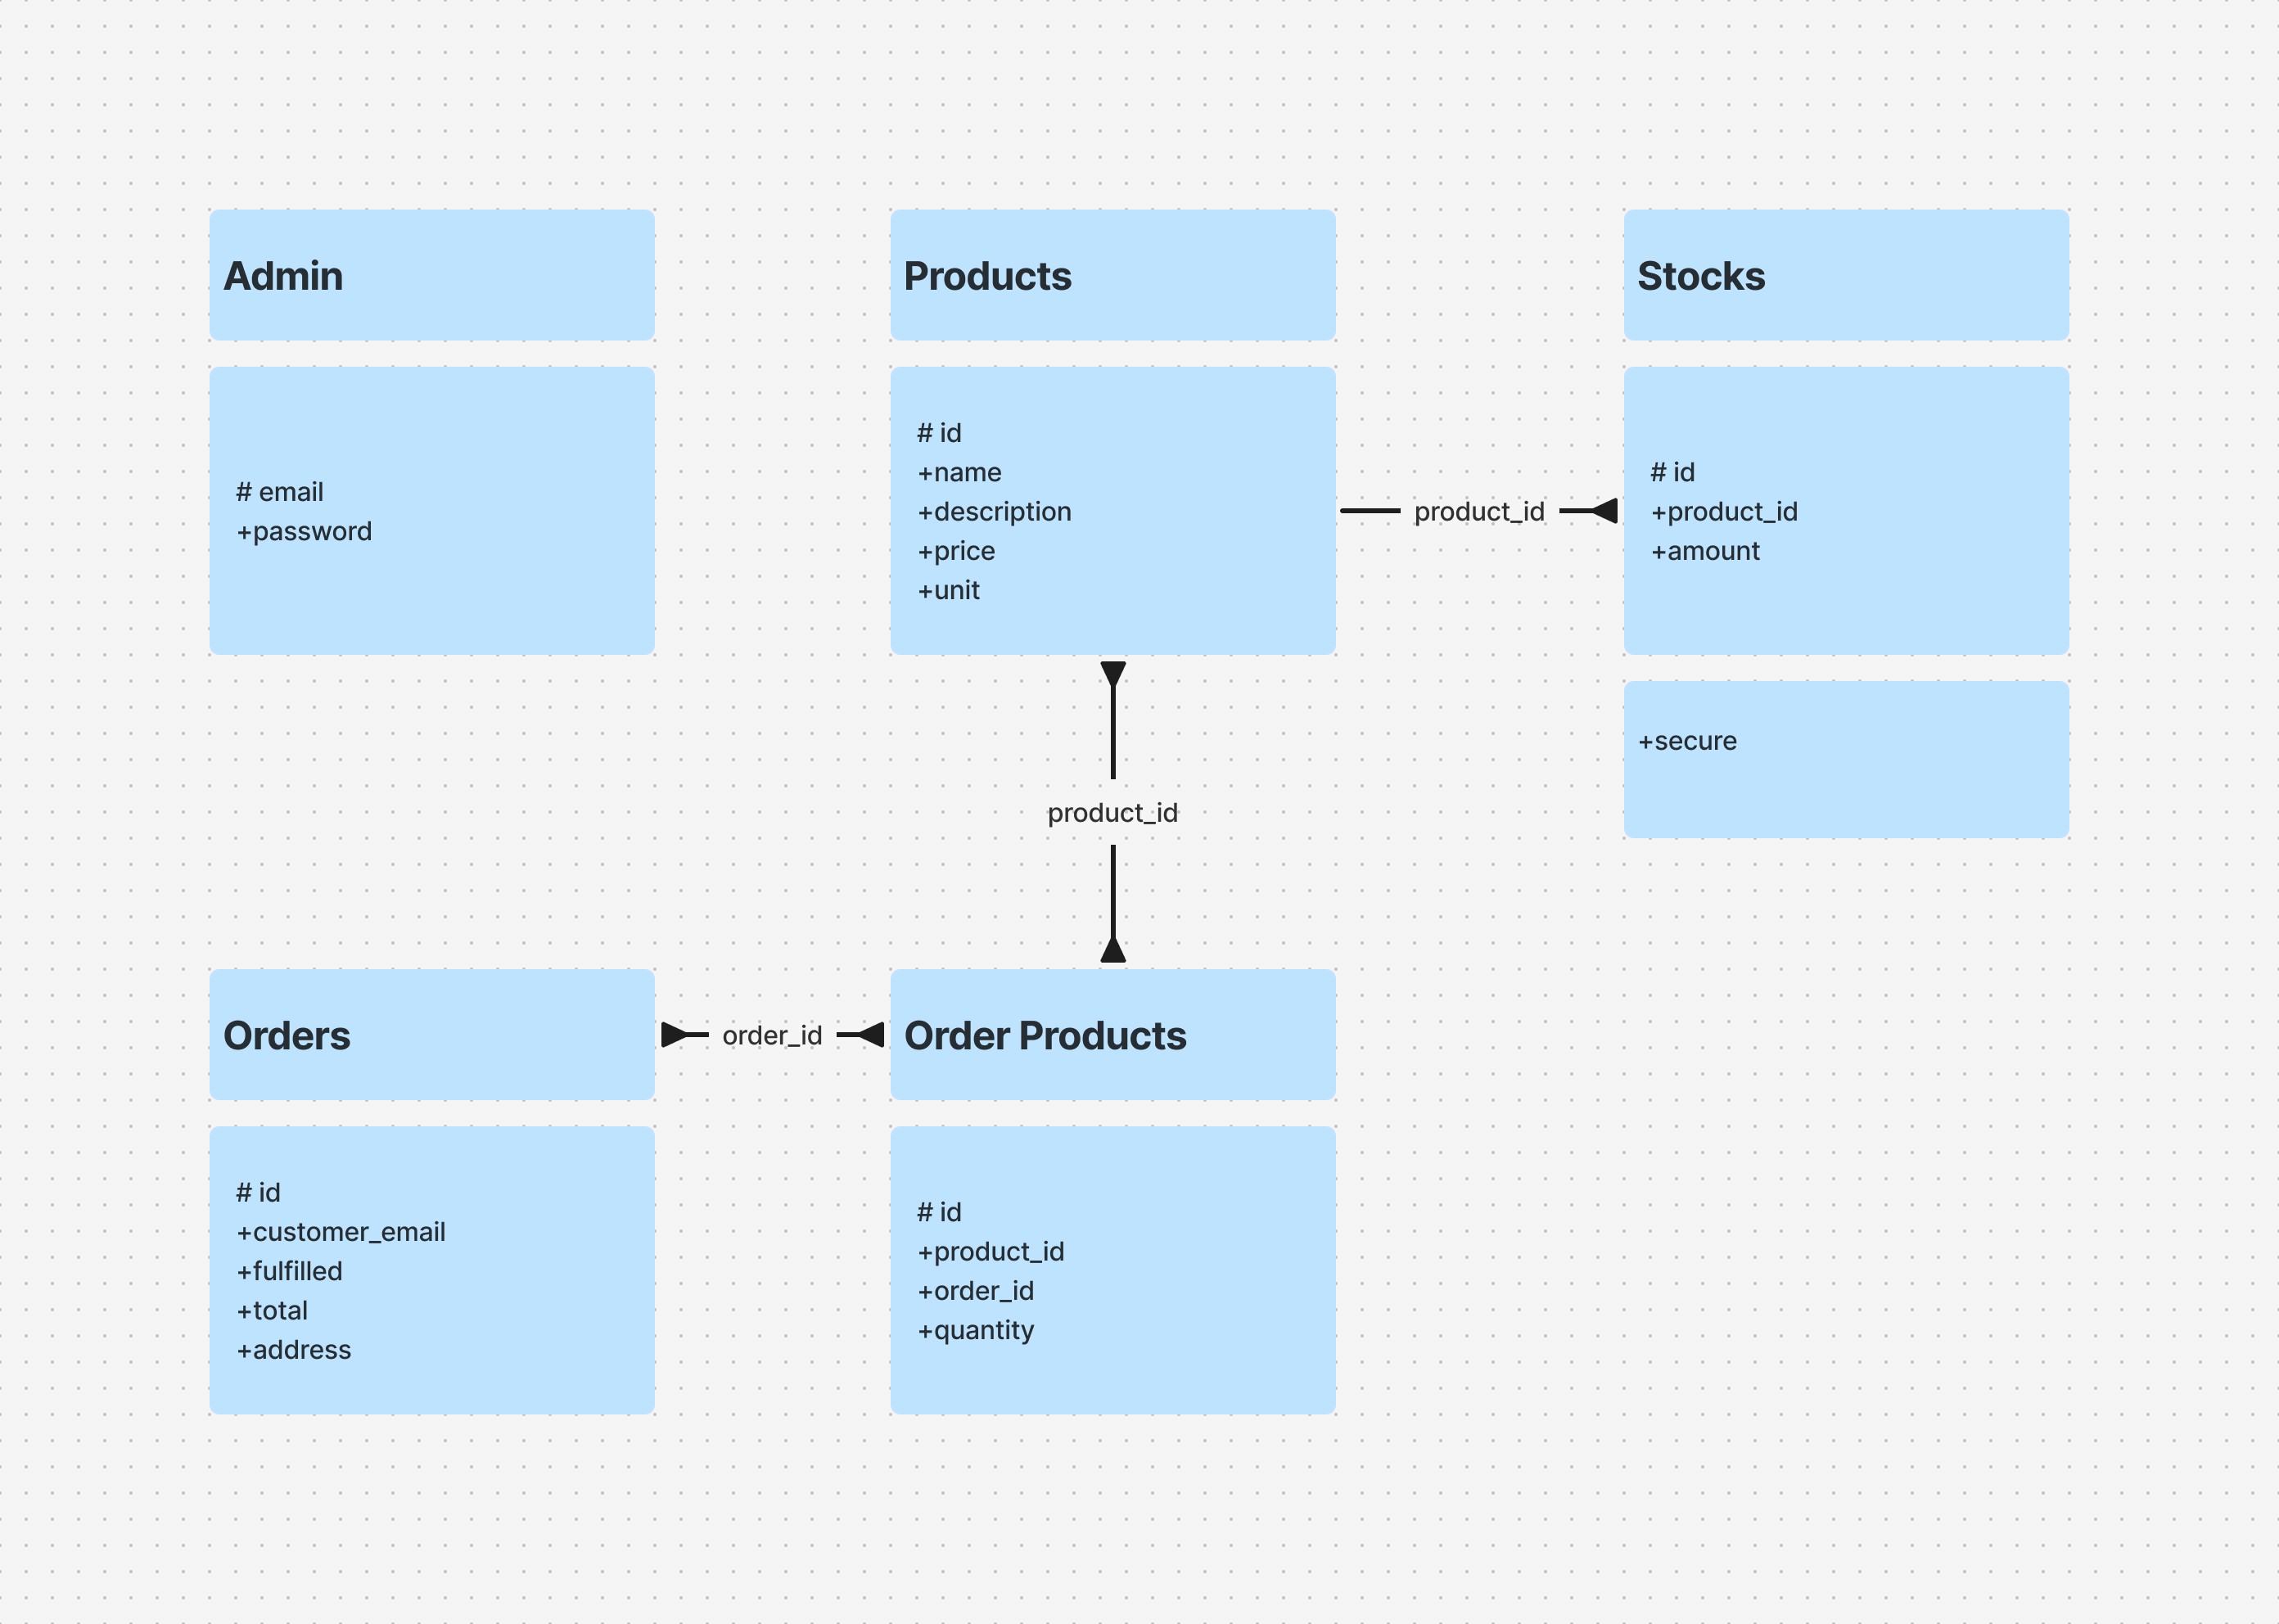 Admin
# email
+password
Products
# id
+name
+description
+price
+unit
product_id
Stocks
# id
+product_id
+amount
+secure
product_id
Orders
# id
+customer_email
+fulfilled
+total
+address
order_id
Order Products
# id
+product_id
+order_id
+quantity